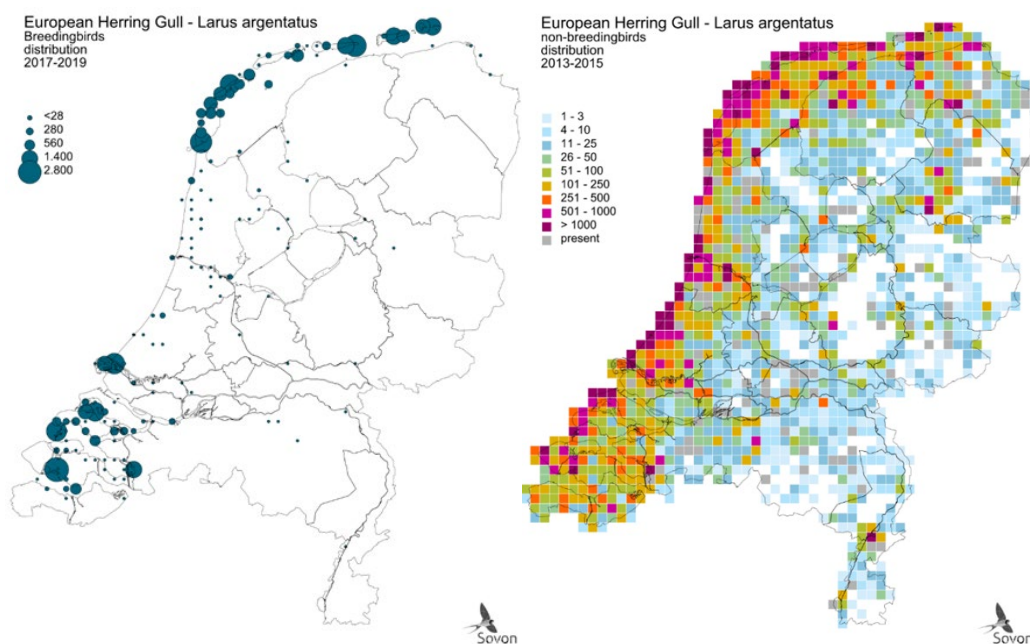 European Herring Gull - Larus argentatus
Breedingbirds
distribution
2017-2019
<28
280
560
1.400
2.800
Sovon
European Herring Gull - Larus argentatus
non-breedingbirds
distribution
2013-2015
1 - 3
4 - 10
11 - 25
26 - 50
51 - 100
101 - 250
251 - 500
501 - 1000
> 1000
present
Sovon